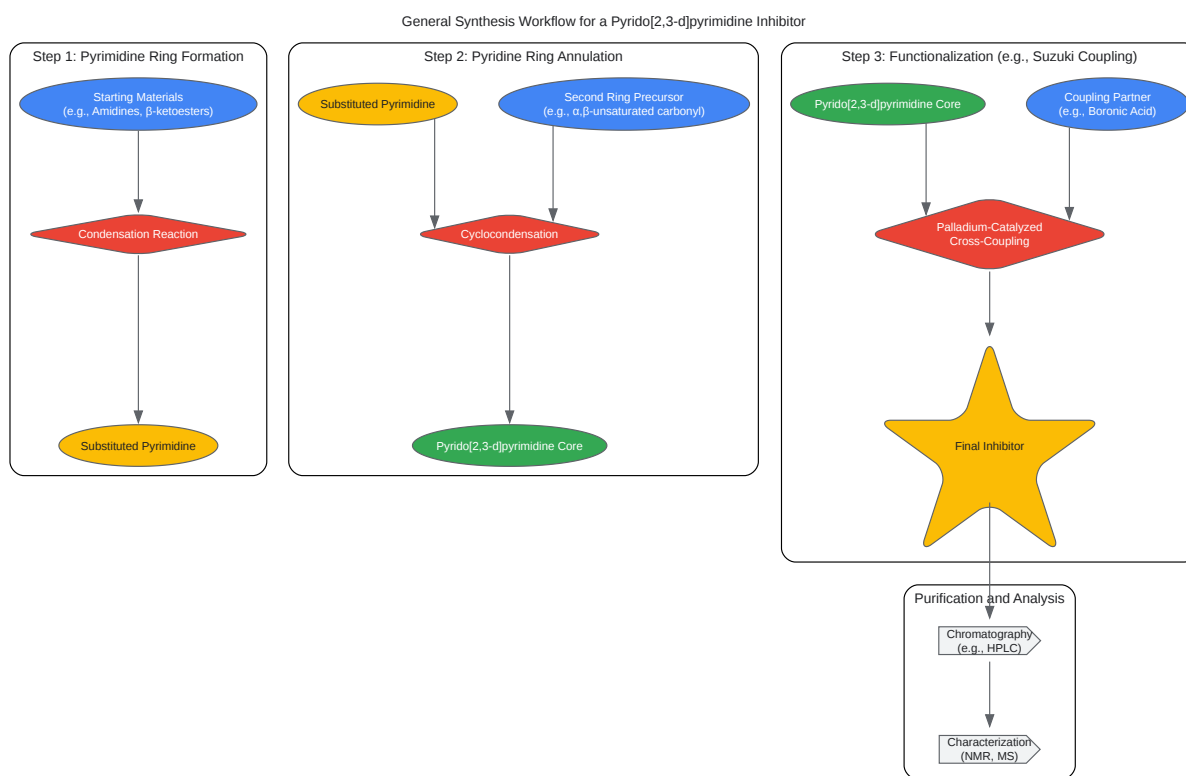 General Synthesis Workflow for a Pyrido[2,3-d]pyrimidine Inhibitor
Step 1: Pyrimidine Ring Formation
Starting Materials
(e.g., Amidines, β-ketoesters)
Condensation Reaction
Substituted Pyrimidine
Step 2: Pyridine Ring Annulation
Substituted Pyrimidine
Second Ring Precursor
(e.g., α,β-unsaturated carbonyl)
Cyclocondensation
Pyrido[2,3-d]pyrimidine Core
Step 3: Functionalization (e.g., Suzuki Coupling)
Pyrido[2,3-d]pyrimidine Core
Coupling Partner
(e.g., Boronic Acid)
Palladium-Catalyzed
Cross-Coupling
Final Inhibitor
Purification and Analysis
Chromatography
(e.g., HPLC)
Characterization
(NMR, MS)